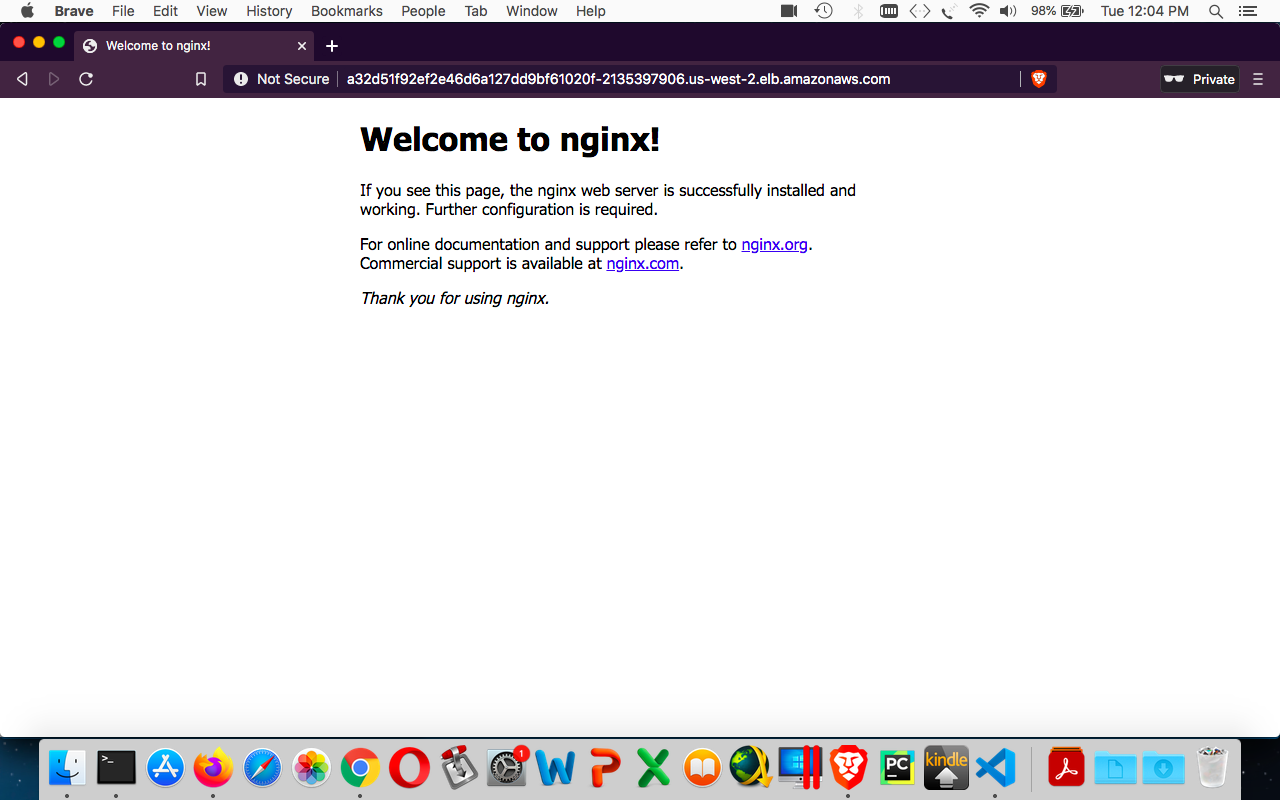 Brave File Edit View History Bookmarks People Tab Window Help 98% Tue 12:04 PM
Welcome to nginx!
Not Secure a32d51f92ef2e46d6a127dd9bf61020f-2135397906.us-west-2.elb.amazonaws.com Private
Welcome to nginx!
If you see this page, the nginx web server is successfully installed and
working. Further configuration is required.
For online documentation and support please refer to nginx.org.
Commercial support is available at nginx.com.
Thank you for using nginx.
>_ 1 W P X PC kindle